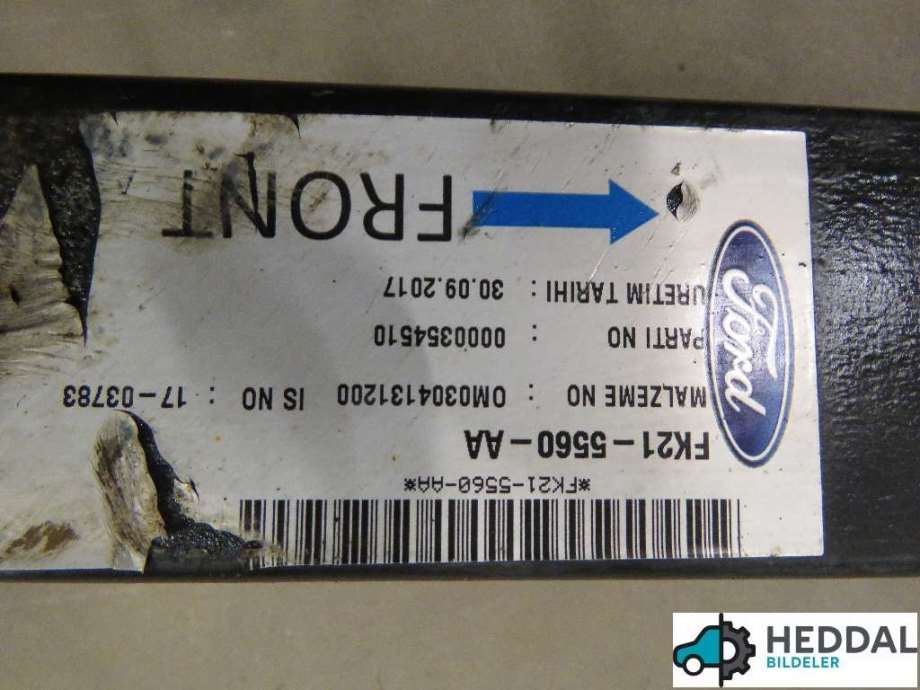 *FK21-5560-AA*
FK21-5560-AA
MALZEME NO : OM0304131200 IS NO : 17-03783
PARTI NO : 0000354510
URETIM TARIHI : 30.09.2017
FRONT
Ford
HEDDAL
BILDELER